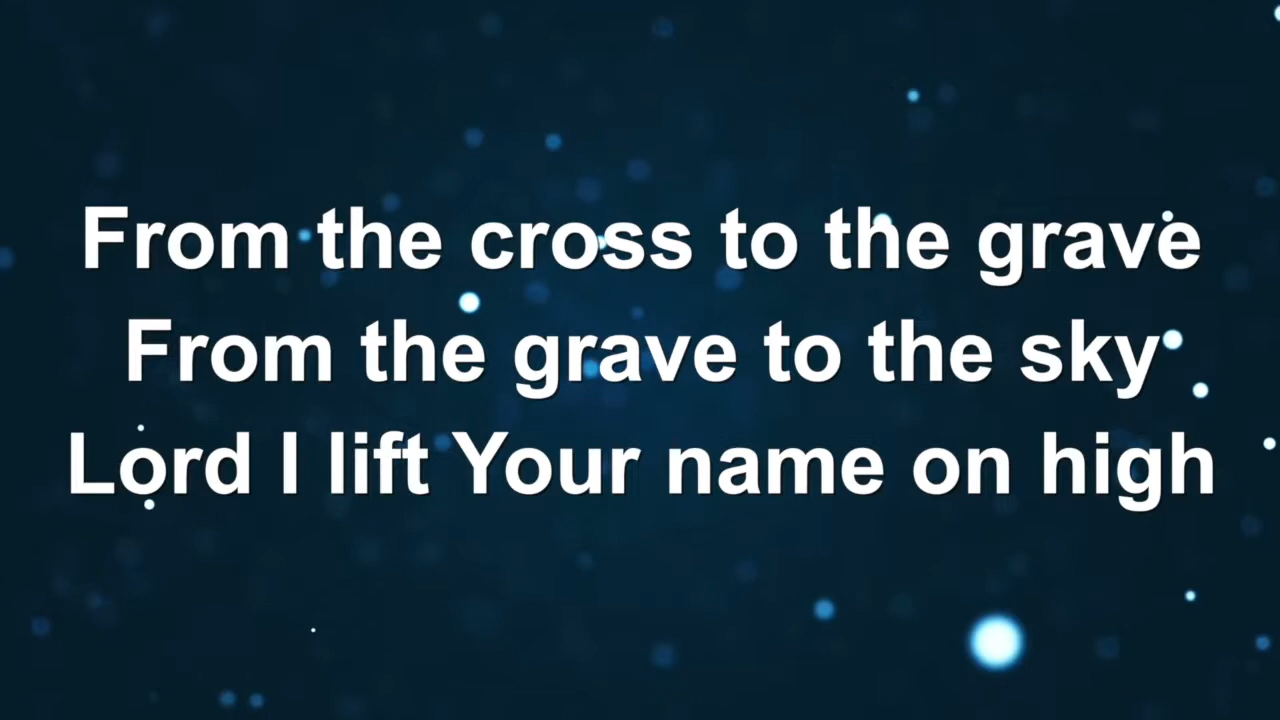 From the cross to the grave
From the grave to the sky
Lord I lift Your name on high